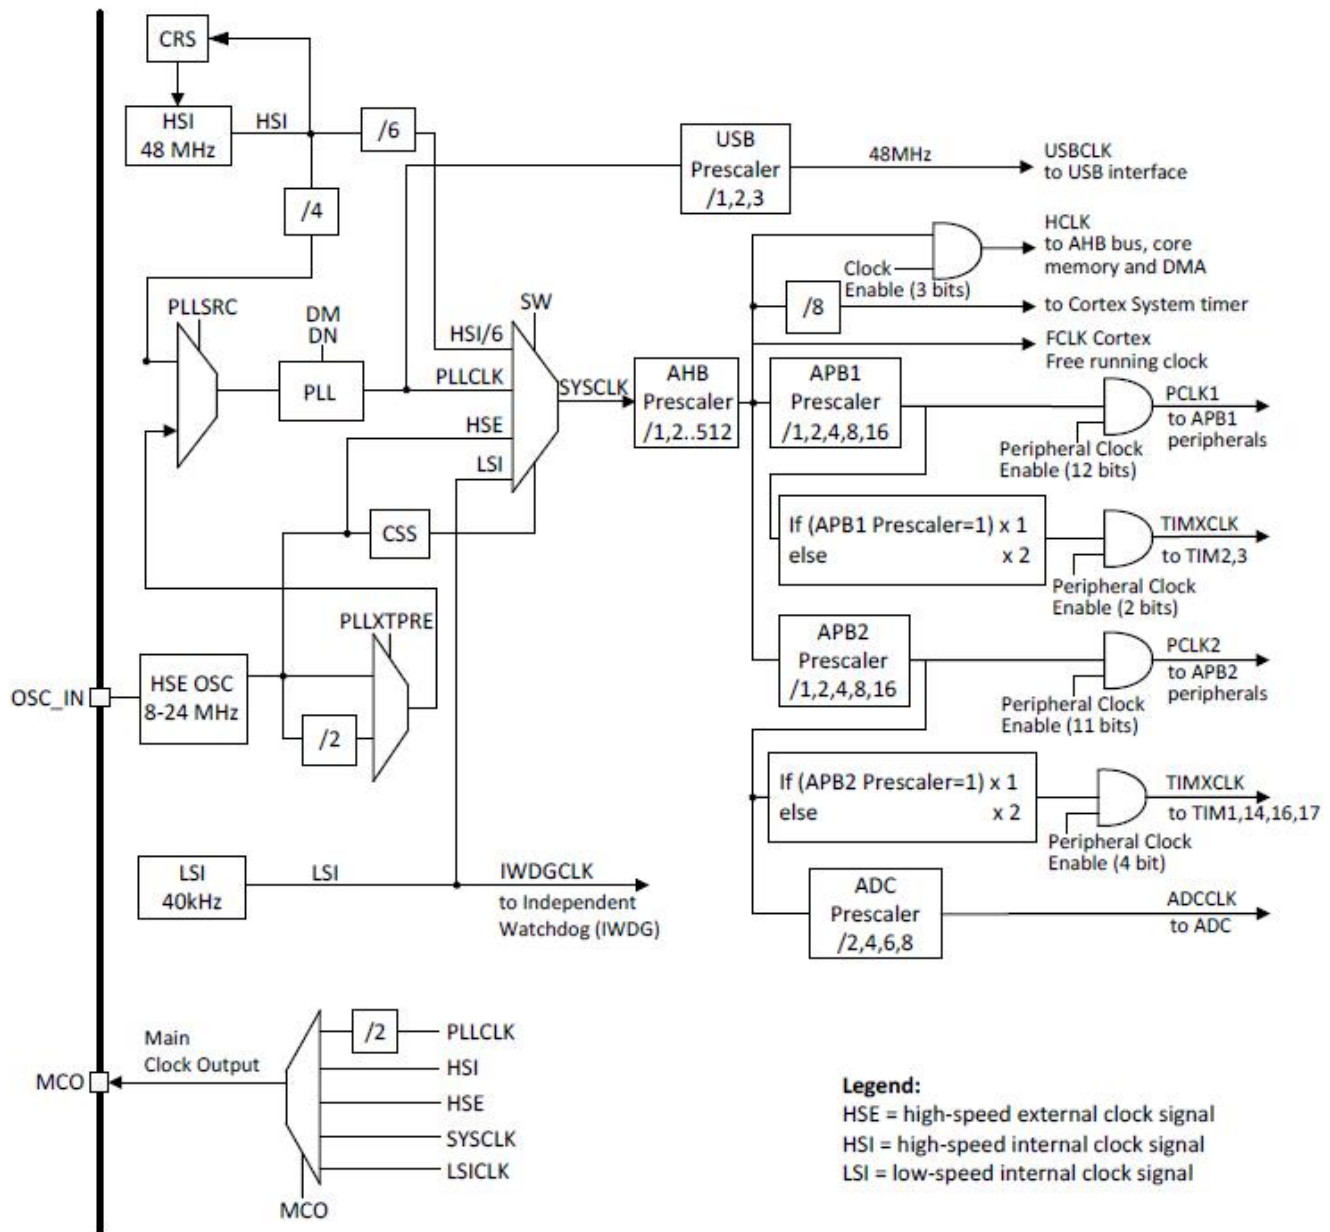 CRS
HSI
48 MHz
HSI
/6
/4
USB
Prescaler
/1,2,3
48MHz
USBCLK
to USB interface
HCLK
to AHB bus, core
memory and DMA
Clock
Enable (3 bits)
/8
to Cortex System timer
FCLK Cortex
Free running clock
PLLSRC
DM
DN
PLL
SW
HSI/6
PLLCLK
HSE
LSI
SYSCLK
AHB
Prescaler
/1,2..512
APB1
Prescaler
/1,2,4,8,16
PCLK1
to APB1
peripherals
Peripheral Clock
Enable (12 bits)
CSS
If (APB1 Prescaler=1) x 1
else x 2
TIMXCLK
to TIM2,3
Peripheral Clock
Enable (2 bits)
PLLXTPRE
OSC_IN
HSE OSC
8-24 MHz
/2
APB2
Prescaler
/1,2,4,8,16
PCLK2
to APB2
peripherals
Peripheral Clock
Enable (11 bits)
If (APB2 Prescaler=1) x 1
else x 2
TIMXCLK
to TIM1,14,16,17
Peripheral Clock
Enable (4 bit)
LSI
40kHz
LSI
IWDGCLK
to Independent
Watchdog (IWDG)
ADC
Prescaler
/2,4,6,8
ADCCLK
to ADC
MCO
Main
Clock Output
/2
PLLCLK
HSI
HSE
SYSCLK
LSICLK
MCO
Legend:
HSE = high-speed external clock signal
HSI = high-speed internal clock signal
LSI = low-speed internal clock signal